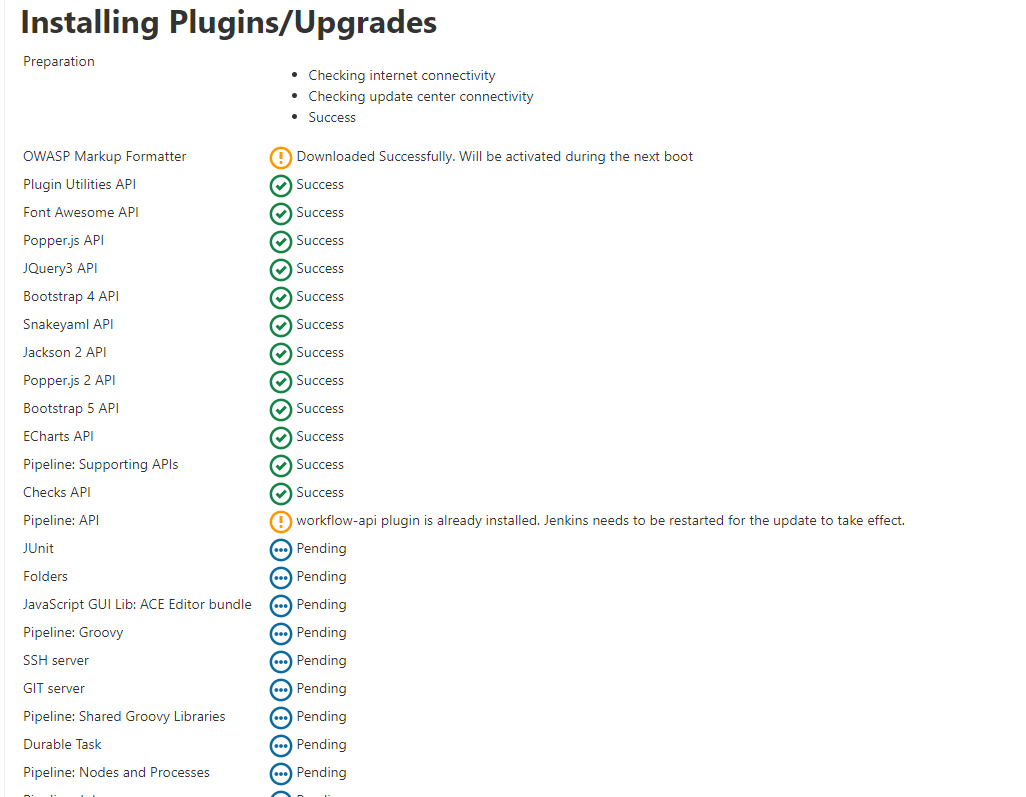 Installing Plugins/Upgrades
Preparation
Checking internet connectivity
Checking update center connectivity
Success
OWASP Markup Formatter Downloaded Successfully. Will be activated during the next boot
Plugin Utilities API Success
Font Awesome API Success
Popper.js API Success
JQuery3 API Success
Bootstrap 4 API Success
Snakeyaml API Success
Jackson 2 API Success
Popper.js 2 API Success
Bootstrap 5 API Success
ECharts API Success
Pipeline: Supporting APIs Success
Checks API Success
Pipeline: API workflow-api plugin is already installed. Jenkins needs to be restarted for the update to take effect.
JUnit Pending
Folders Pending
JavaScript GUI Lib: ACE Editor bundle Pending
Pipeline: Groovy Pending
SSH server Pending
GIT server Pending
Pipeline: Shared Groovy Libraries Pending
Durable Task Pending
Pipeline: Nodes and Processes Pending